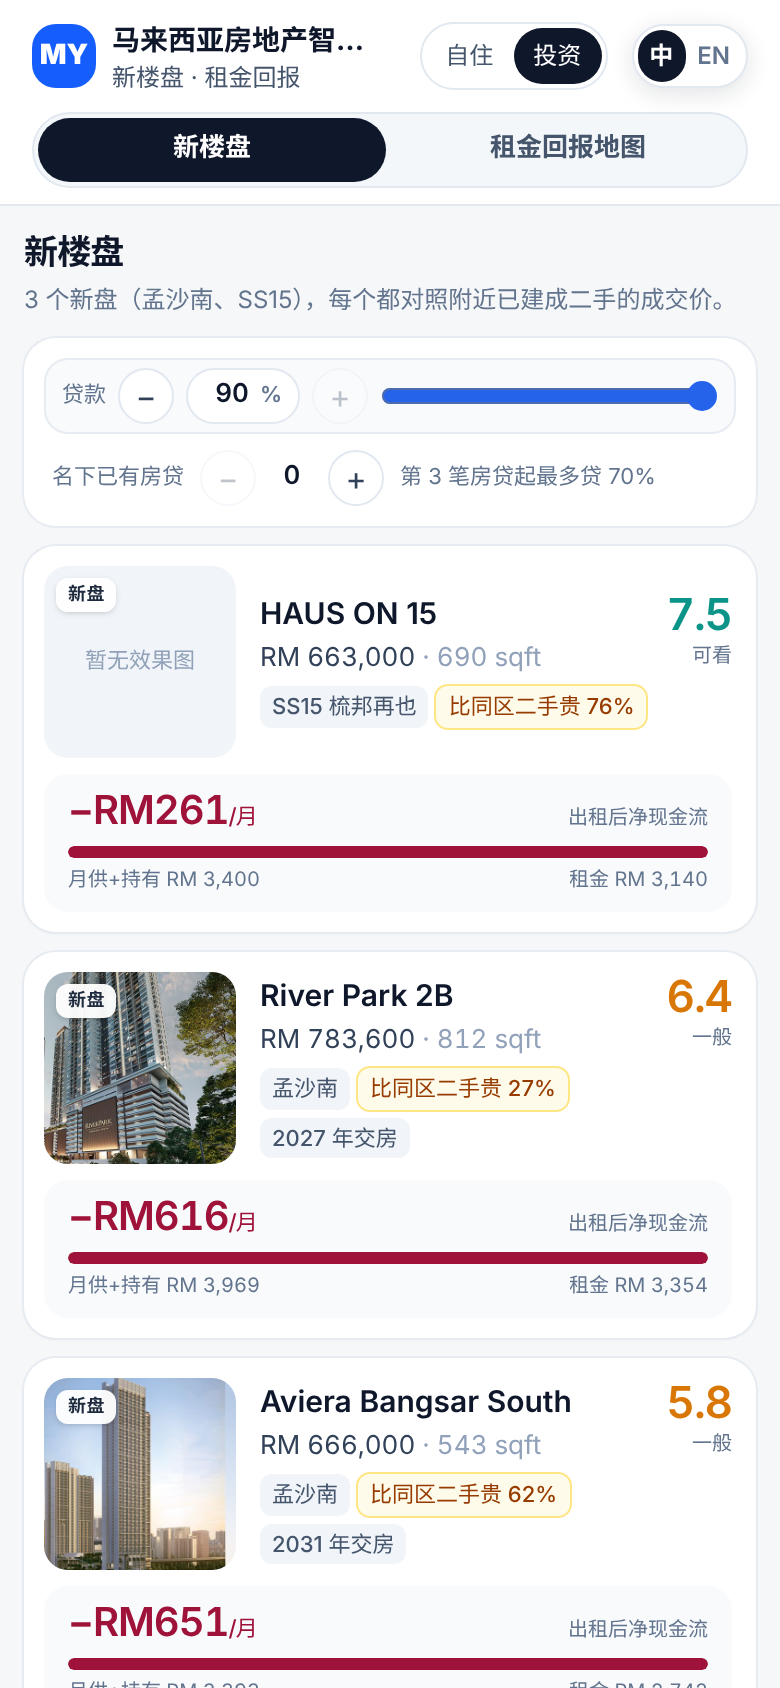 MY
马来西亚房地产智...
新楼盘 · 租金回报
自住
投资
中
EN
新楼盘
租金回报地图
新楼盘
3 个新盘（孟沙南、SS15），每个都对照附近已建成二手的成交价。
贷款
−
90 %
+
名下已有房贷
−
0
+
第 3 笔房贷起最多贷 70%
新盘
暂无效果图
HAUS ON 15
RM 663,000 · 690 sqft
SS15 梳邦再也
比同区二手贵 76%
7.5
可看
−RM261/月
出租后净现金流
月供+持有 RM 3,400
租金 RM 3,140
新盘
RIVERPARK
River Park 2B
RM 783,600 · 812 sqft
孟沙南
比同区二手贵 27%
2027 年交房
6.4
一般
−RM616/月
出租后净现金流
月供+持有 RM 3,969
租金 RM 3,354
新盘
Aviera Bangsar South
RM 666,000 · 543 sqft
孟沙南
比同区二手贵 62%
2031 年交房
5.8
一般
−RM651/月
出租后净现金流